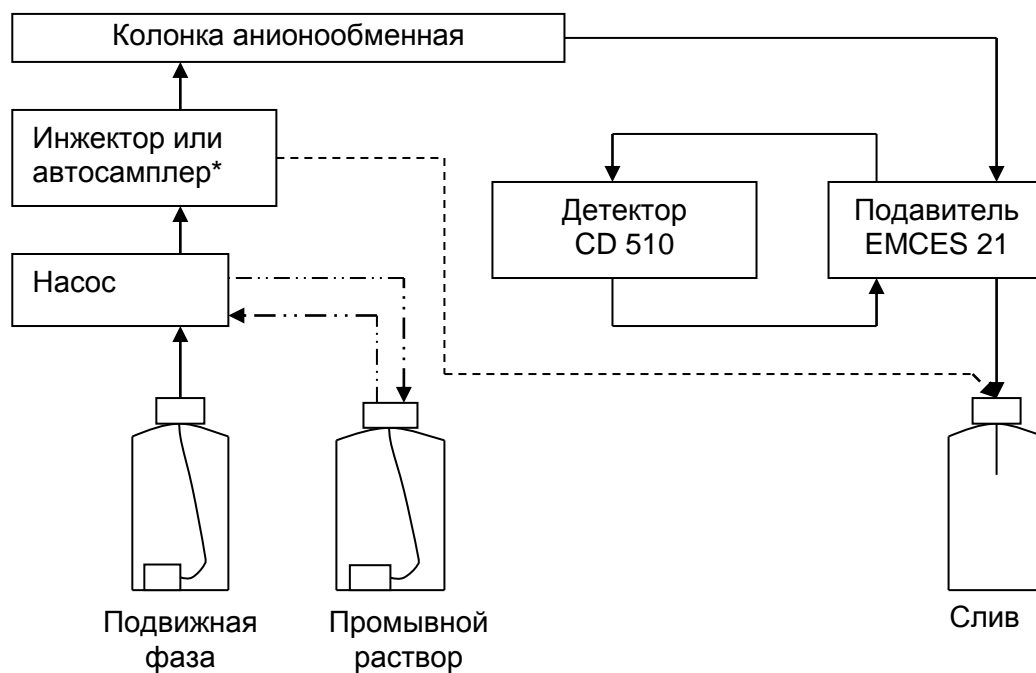 Колонка анионообменная
Инжектор или
автосамплер*
Детектор
CD 510
Подавитель
EMCES 21
Насос
Подвижная
фаза
Промывной
раствор
Слив